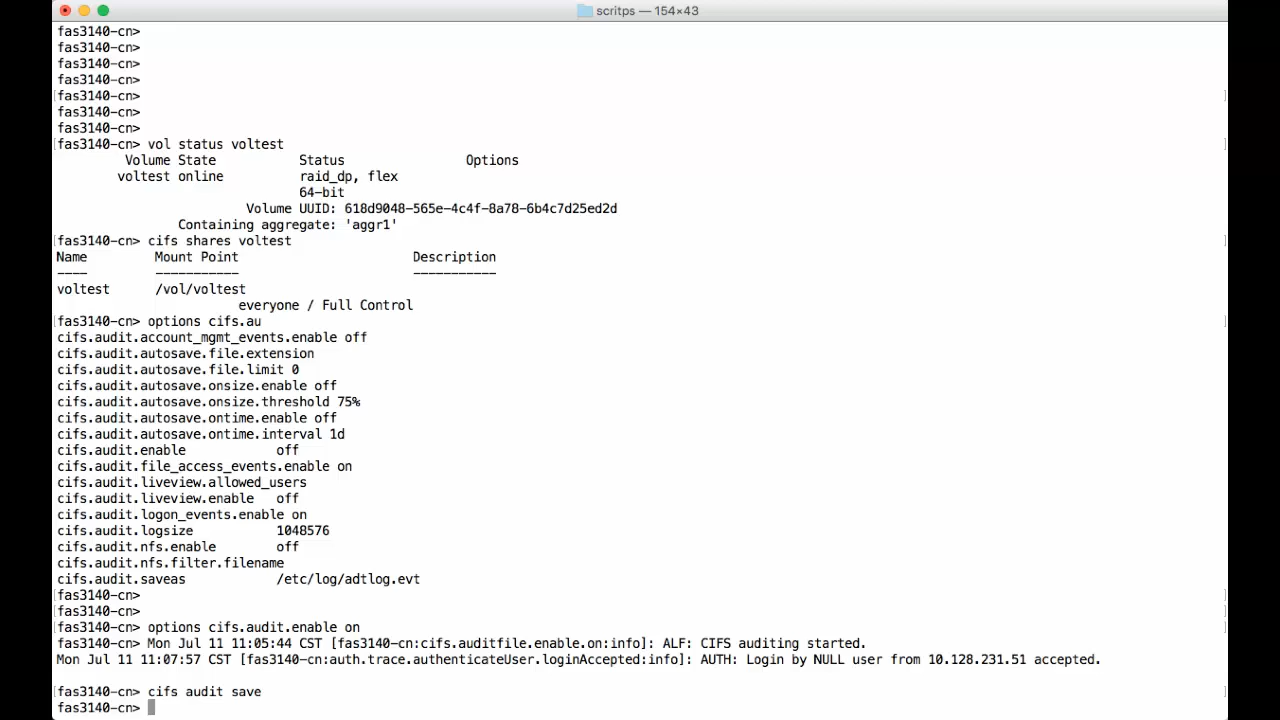 scritps — 154×43
fas3140-cn>
fas3140-cn>
fas3140-cn>
fas3140-cn>
[fas3140-cn> ]
fas3140-cn>
fas3140-cn>
[fas3140-cn> vol status voltest ]
Volume State Status Options
voltest online raid_dp, flex
64-bit
Volume UUID: 618d9048-565e-4c4f-8a78-6b4c7d25ed2d
Containing aggregate: 'aggr1'
[fas3140-cn> cifs shares voltest ]
Name Mount Point Description
---- ----------- -----------
voltest /vol/voltest
everyone / Full Control
[fas3140-cn> options cifs.au ]
cifs.audit.account_mgmt_events.enable off
cifs.audit.autosave.file.extension
cifs.audit.autosave.file.limit 0
cifs.audit.autosave.onsize.enable off
cifs.audit.autosave.onsize.threshold 75%
cifs.audit.autosave.ontime.enable off
cifs.audit.autosave.ontime.interval 1d
cifs.audit.enable off
cifs.audit.file_access_events.enable on
cifs.audit.liveview.allowed_users
cifs.audit.liveview.enable off
cifs.audit.logon_events.enable on
cifs.audit.logsize 1048576
cifs.audit.nfs.enable off
cifs.audit.nfs.filter.filename
cifs.audit.saveas /etc/log/adtlog.evt
[fas3140-cn> ]
[fas3140-cn> ]
[fas3140-cn> options cifs.audit.enable on ]
fas3140-cn> Mon Jul 11 11:05:44 CST [fas3140-cn:cifs.auditfile.enable.on:info]: ALF: CIFS auditing started.
Mon Jul 11 11:07:57 CST [fas3140-cn:auth.trace.authenticateUser.loginAccepted:info]: AUTH: Login by NULL user from 10.128.231.51 accepted.
[fas3140-cn> cifs audit save ]
fas3140-cn>